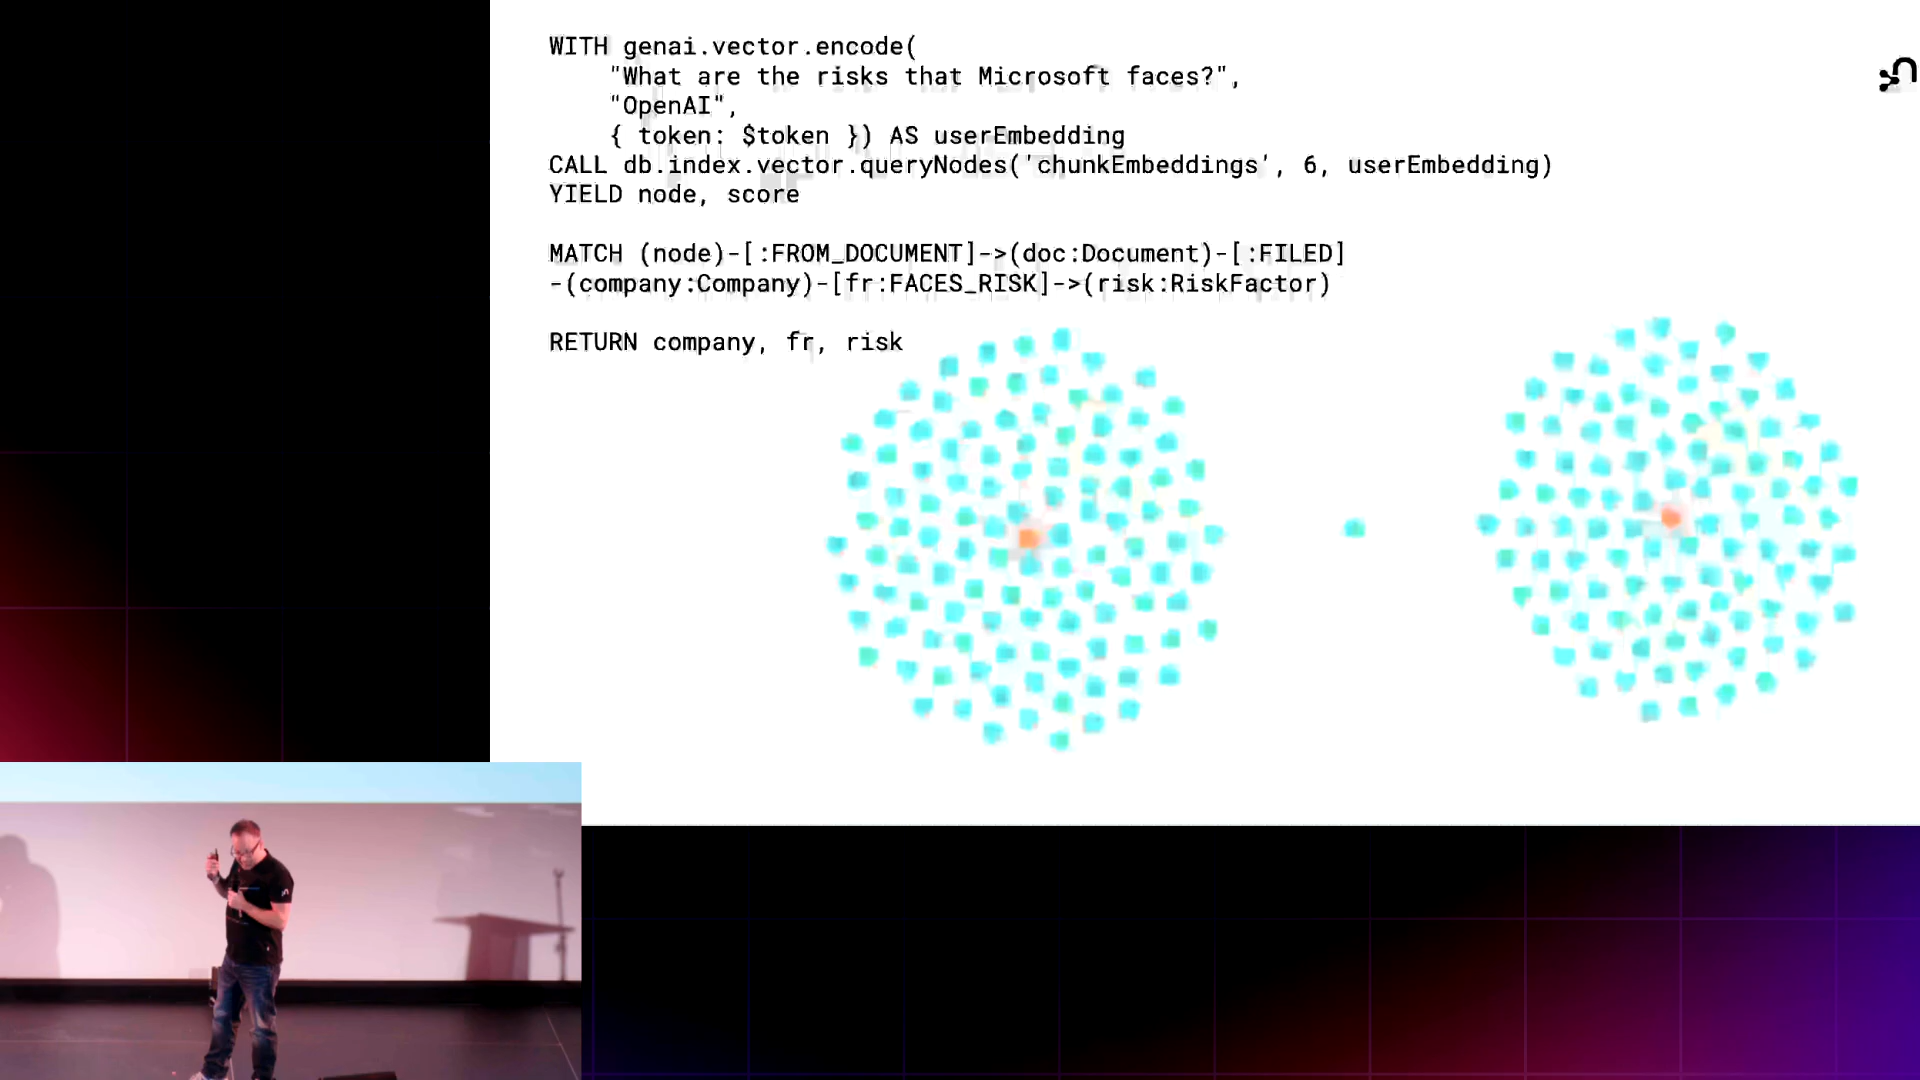 WITH genai.vector.encode(
"What are the risks that Microsoft faces?",
"OpenAI",
{ token: $token }) AS userEmbedding
CALL db.index.vector.queryNodes('chunkEmbeddings', 6, userEmbedding)
YIELD node, score
MATCH (node)-[:FROM_DOCUMENT]->(doc:Document)-[:FILED]
-(company:Company)-[fr:FACES_RISK]->(risk:RiskFactor)
RETURN company, fr, risk